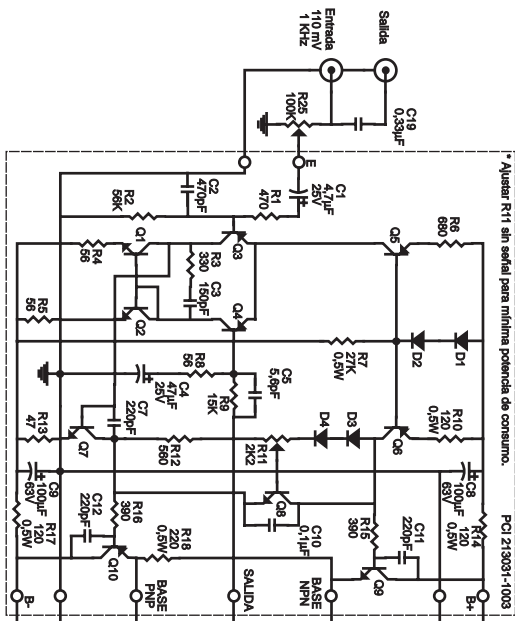 * Ajustar R11 sin señal para mínima potencia de consumo.
PCI 213031-1003
Salida
Entrada
110 mV
1 KHz
C19
0,33µF
R25
100K
E
C1
4,7µF
25V
R1
470
C2
470pF
R2
56K
R6
680
Q5
D1
D2
R10
120
0,5W
Q6
C8
100µF
63V
R14
120
0,5W
B+
Q3
Q4
R3
330
C3
150pF
Q1
Q2
R4
56
R5
56
R7
27K
0,5W
C5
5,6pF
R9
15K
R8
56
C4
47µF
25V
D3
D4
R11
2K2
R12
560
C7
220pF
Q7
R13
47
Q8
C10
0,1µF
R15
390
C11
220pF
Q9
R16
390
C12
220pF
Q10
R18
220
0,5W
C9
100µF
63V
R17
120
0,5W
BASE
NPN
SALIDA
BASE
PNP
B-